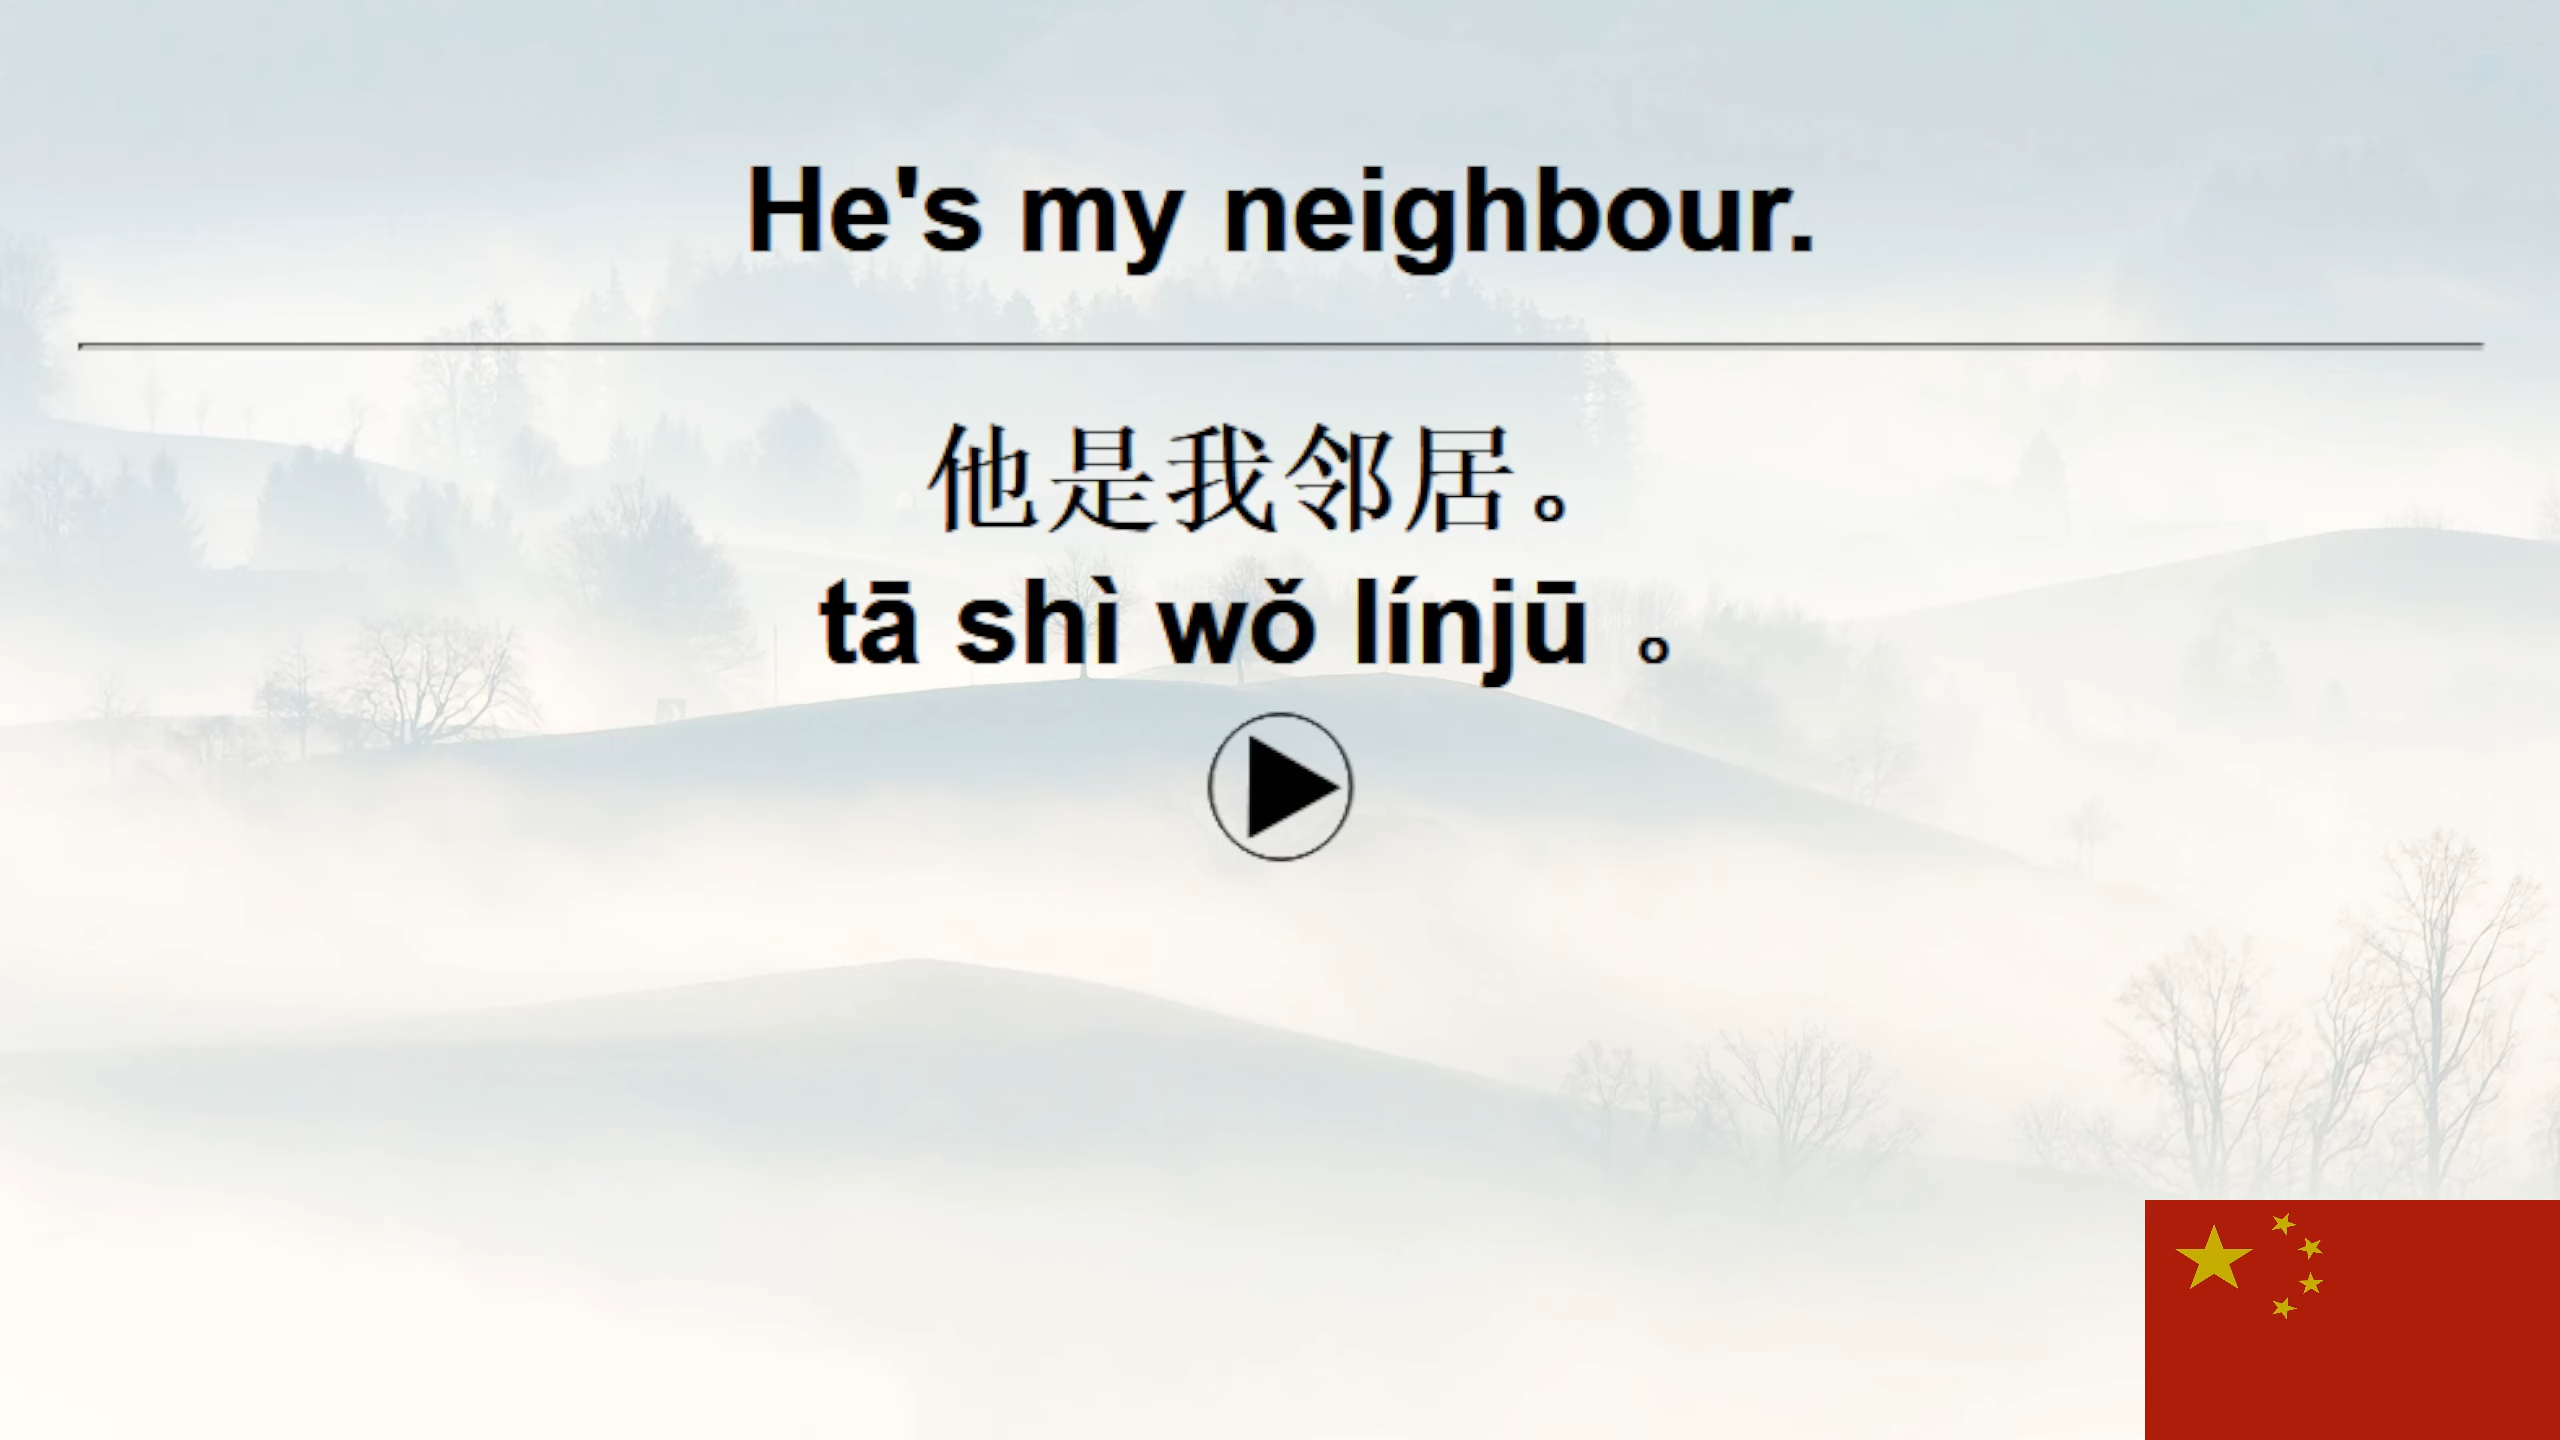 He's my neighbour.
他是我邻居。
tā shì wǒ línjū 。